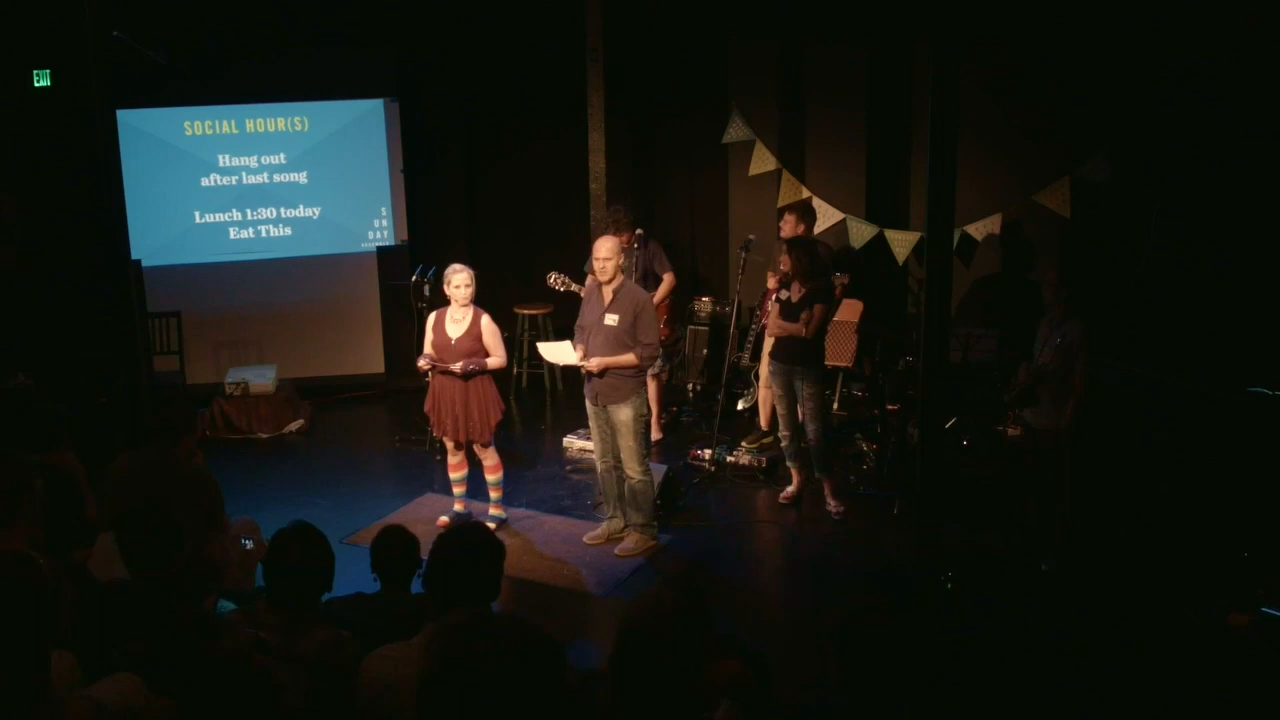 EXIT
SOCIAL HOUR(S)
Hang out
after last song
Lunch 1:30 today
Eat This
S
UN
DAY
ASSEMBLY